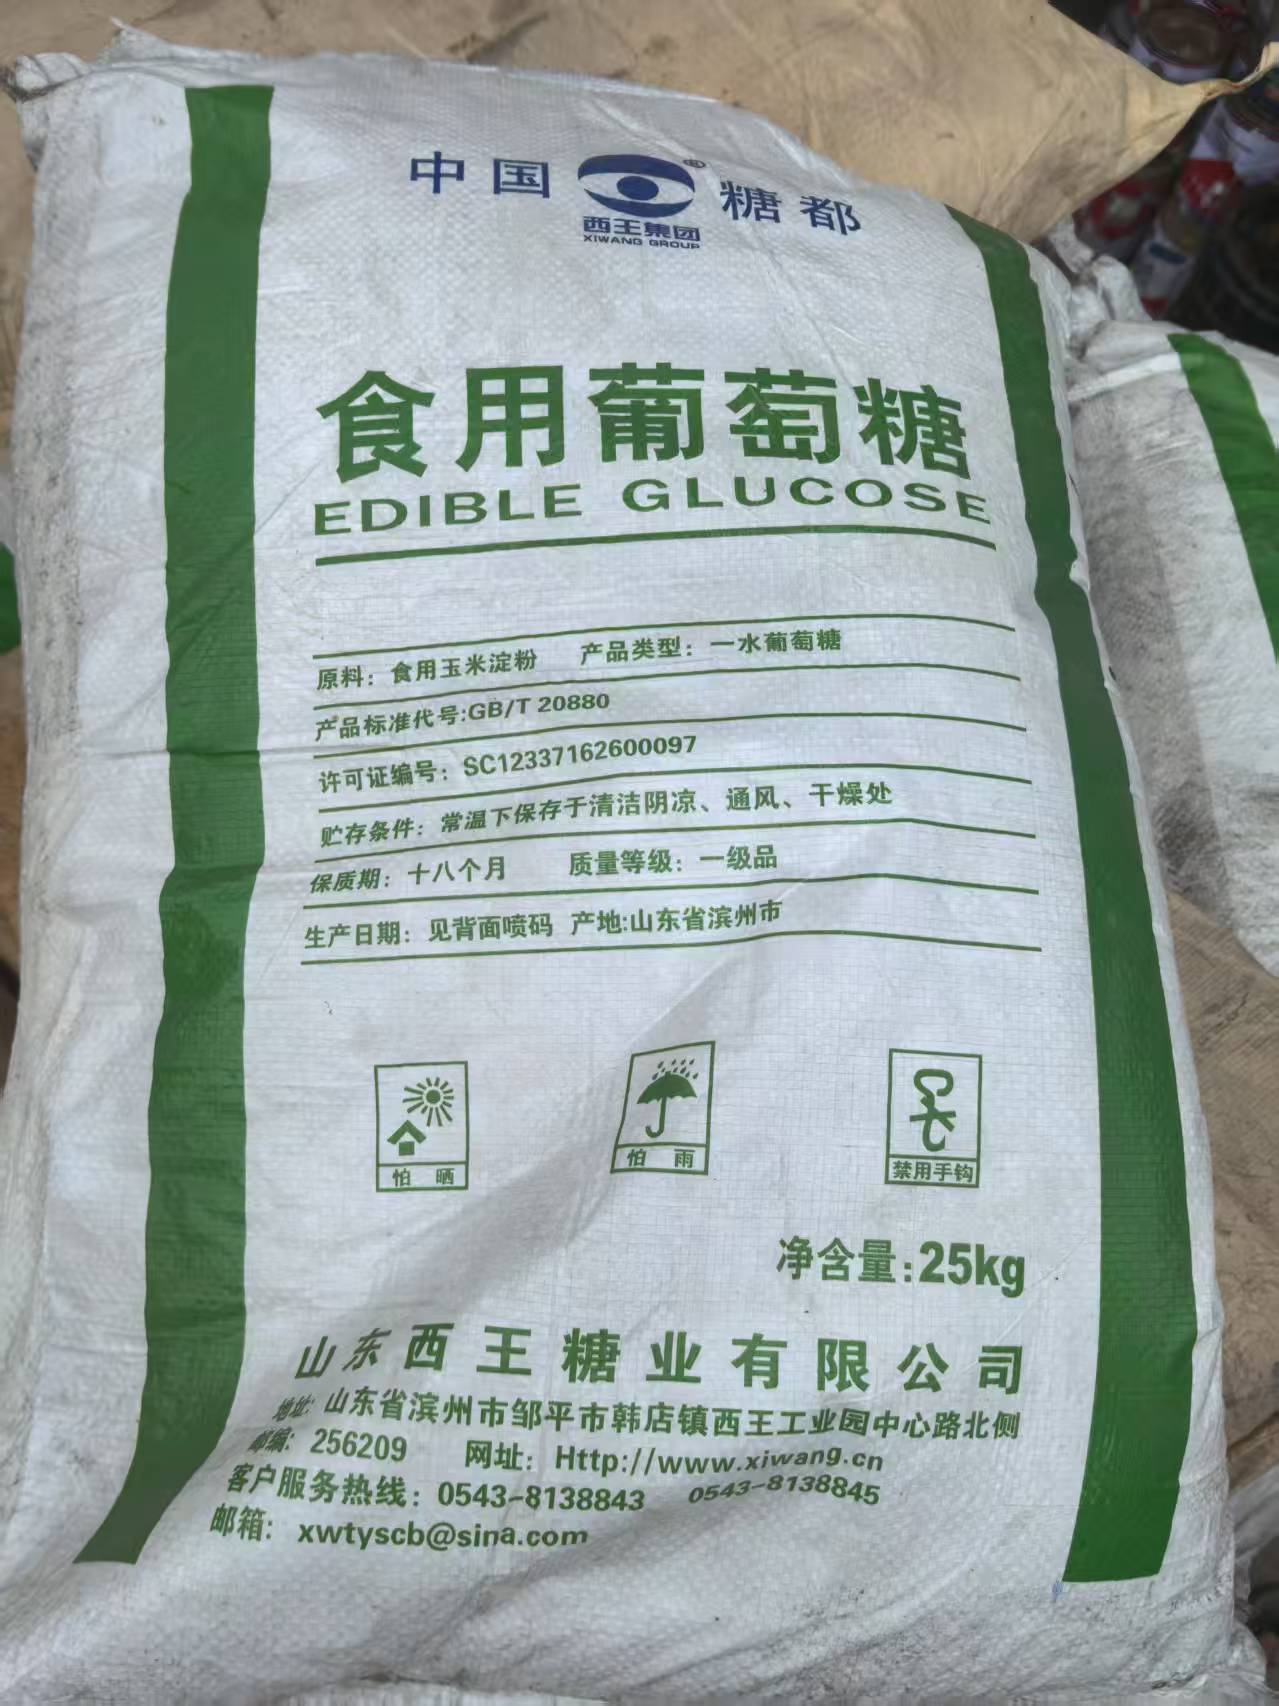 中国 ® 糖都
西王集团
XIWANG GROUP
食用葡萄糖
EDIBLE GLUCOSE
原料：食用玉米淀粉 产品类型：一水葡萄糖
产品标准代号:GB/T 20880
许可证编号：SC12337162600097
贮存条件：常温下保存于清洁阴凉、通风、干燥处
保质期：十八个月 质量等级：一级品
生产日期：见背面喷码 产地:山东省滨州市
怕晒 怕雨 禁用手钩
净含量:25kg
山东西王糖业有限公司
地址：山东省滨州市邹平市韩店镇西王工业园中心路北侧
邮编：256209 网址：Http://www.xiwang.cn
客户服务热线：0543-8138843 0543-8138845
邮箱：xwtyscb@sina.com